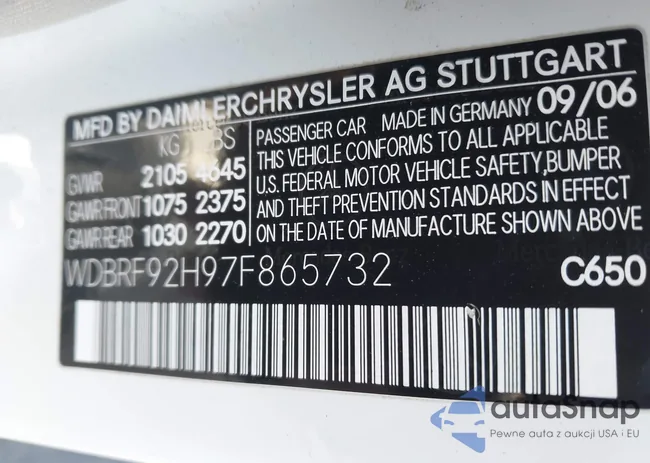 MFD BY DAIMLERCHRYSLER AG STUTTGART
KG LBS
GVWR 2105 4645
GAWR FRONT 1075 2375
GAWR REAR 1030 2270
PASSENGER CAR MADE IN GERMANY 09/06
THIS VEHICLE CONFORMS TO ALL APPLICABLE
U.S. FEDERAL MOTOR VEHICLE SAFETY, BUMPER
AND THEFT PREVENTION STANDARDS IN EFFECT
ON THE DATE OF MANUFACTURE SHOWN ABOVE
WDBRF92H97F865732 C650
autaSnap
Pewne auta z aukcji USA i EU